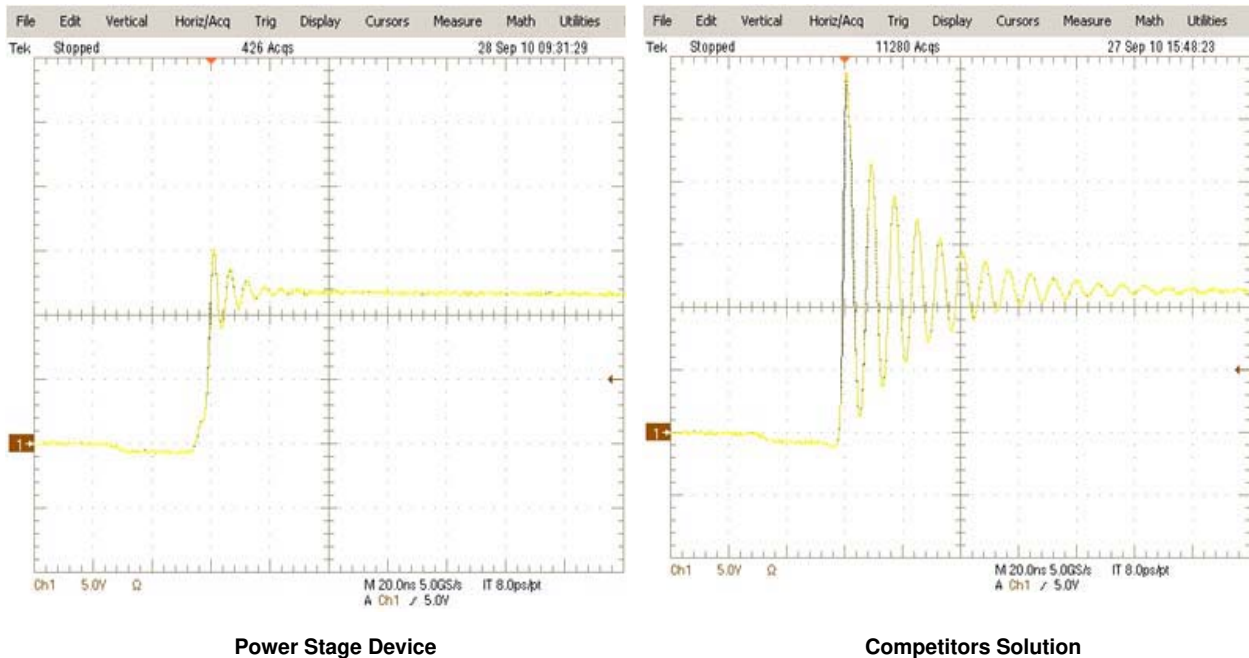 File Edit Vertical Horiz/Acq Trig Display Cursors Measure Math Utilities
Tek Stopped 426 Acqs 28 Sep 10 09:31:29
1
Ch1 5.0V Ω M 20.0ns 5.0GS/s IT 8.0ps/pt
A Ch1 / 5.0V
Power Stage Device
File Edit Vertical Horiz/Acq Trig Display Cursors Measure Math Utilities
Tek Stopped 11280 Acqs 27 Sep 10 15:48:23
1
Ch1 5.0V Ω M 20.0ns 5.0GS/s IT 8.0ps/pt
A Ch1 / 5.0V
Competitors Solution